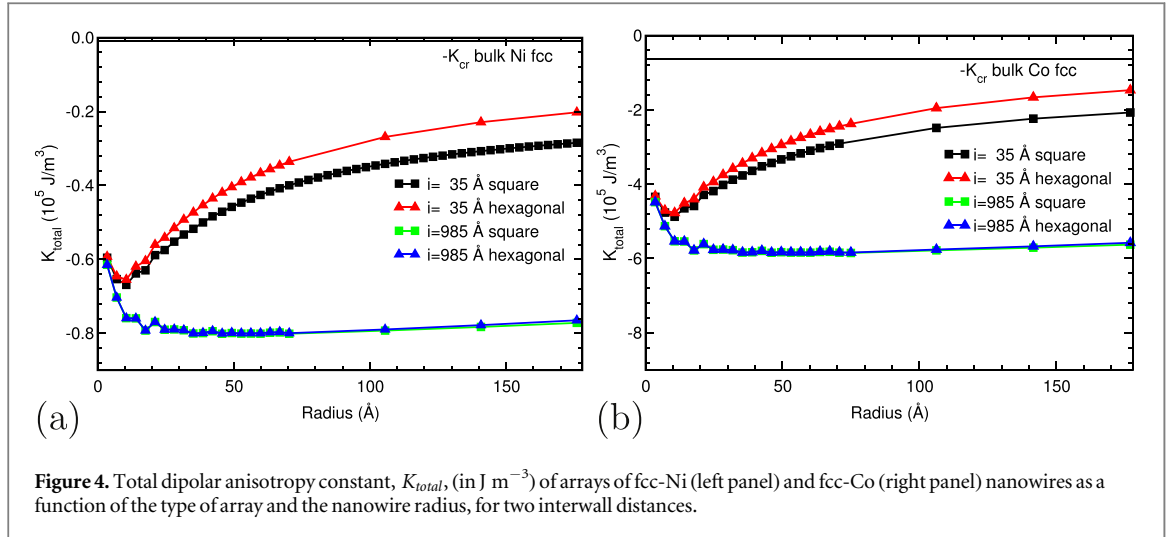 0.0
-0.2
-0.4
-0.6
-0.8
K_total (10^5 J/m^3)
-K_cr bulk Ni fcc
i= 35 Å square
i= 35 Å hexagonal
i=985 Å square
i=985 Å hexagonal
0 50 100 150
Radius (Å)
(a)
0
-2
-4
-6
-8
K_total (10^5 J/m^3)
-K_cr bulk Co fcc
i= 35 Å square
i= 35 Å hexagonal
i=985 Å square
i=985 Å hexagonal
0 50 100 150
Radius (Å)
(b)
Figure 4. Total dipolar anisotropy constant, K_total, (in J m^−3) of arrays of fcc-Ni (left panel) and fcc-Co (right panel) nanowires as a
function of the type of array and the nanowire radius, for two interwall distances.